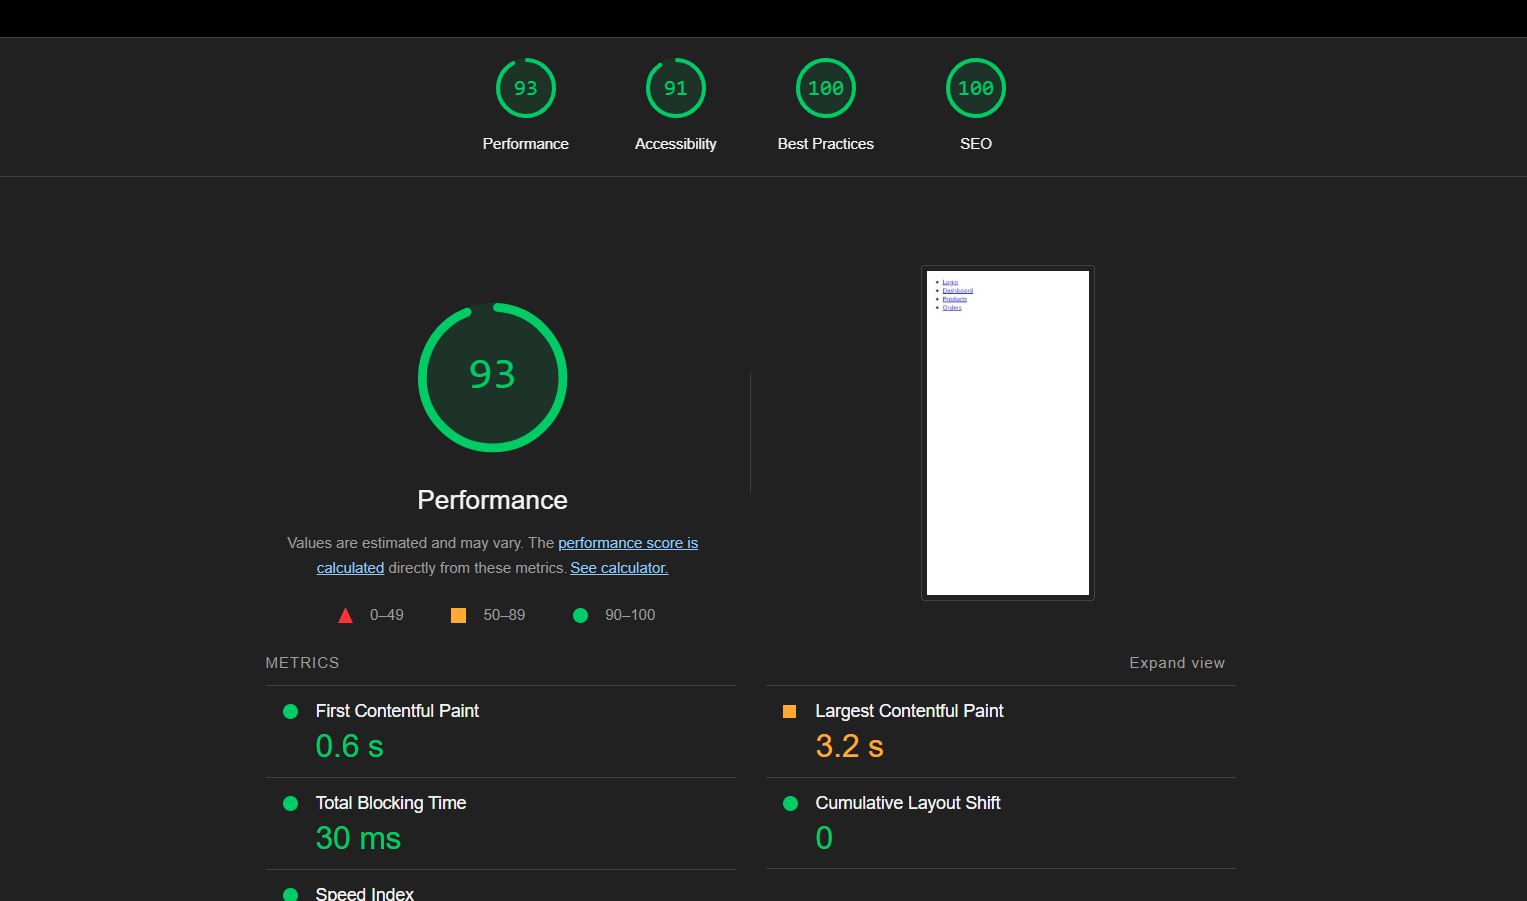 93
91
100
100
Performance
Accessibility
Best Practices
SEO
93
Performance
Values are estimated and may vary. The performance score is
calculated directly from these metrics. See calculator.
0–49
50–89
90–100
Login
Dashboard
Products
Orders
METRICS
Expand view
First Contentful Paint
0.6 s
Largest Contentful Paint
3.2 s
Total Blocking Time
30 ms
Cumulative Layout Shift
0
Speed Index